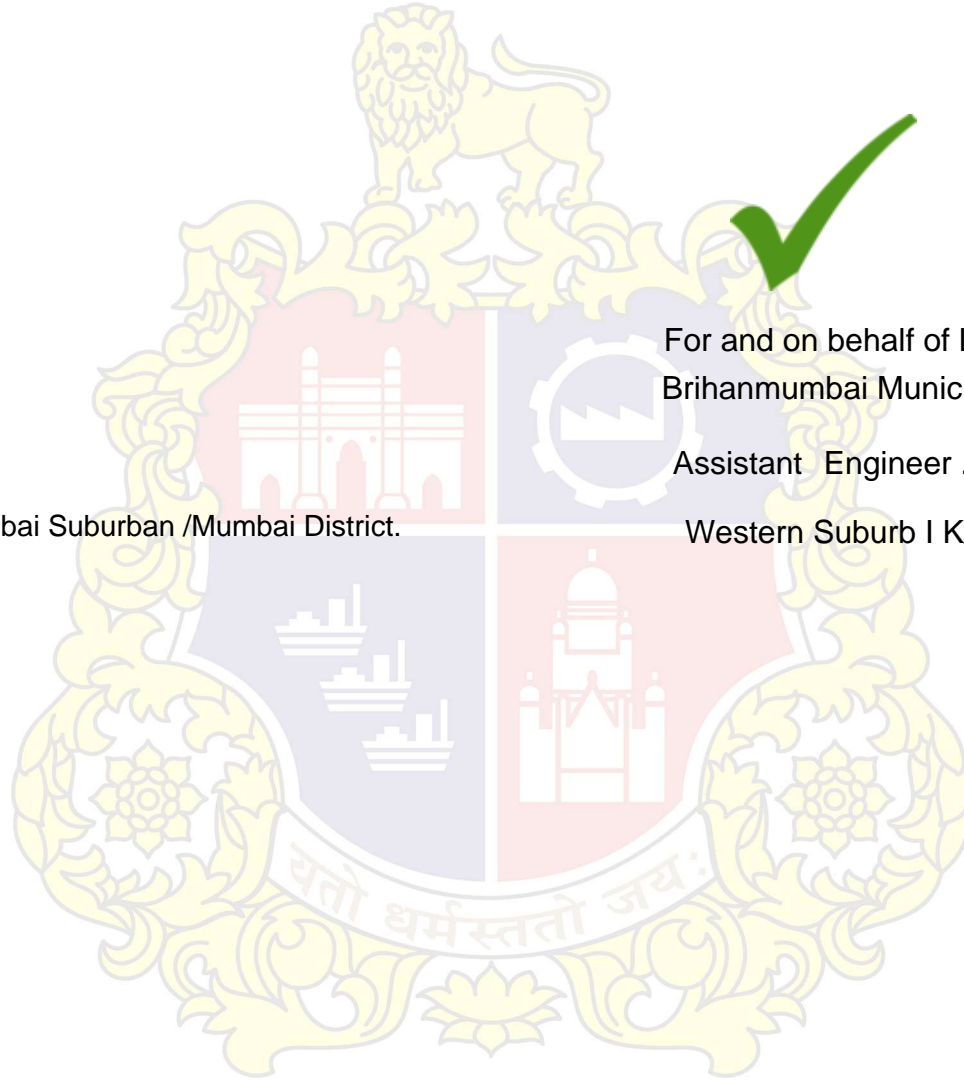 For and on behalf of
Brihanmumbai Munic
Assistant Engineer .
bai Suburban /Mumbai District.
Western Suburb I K
यतो धर्मस्ततो जय: